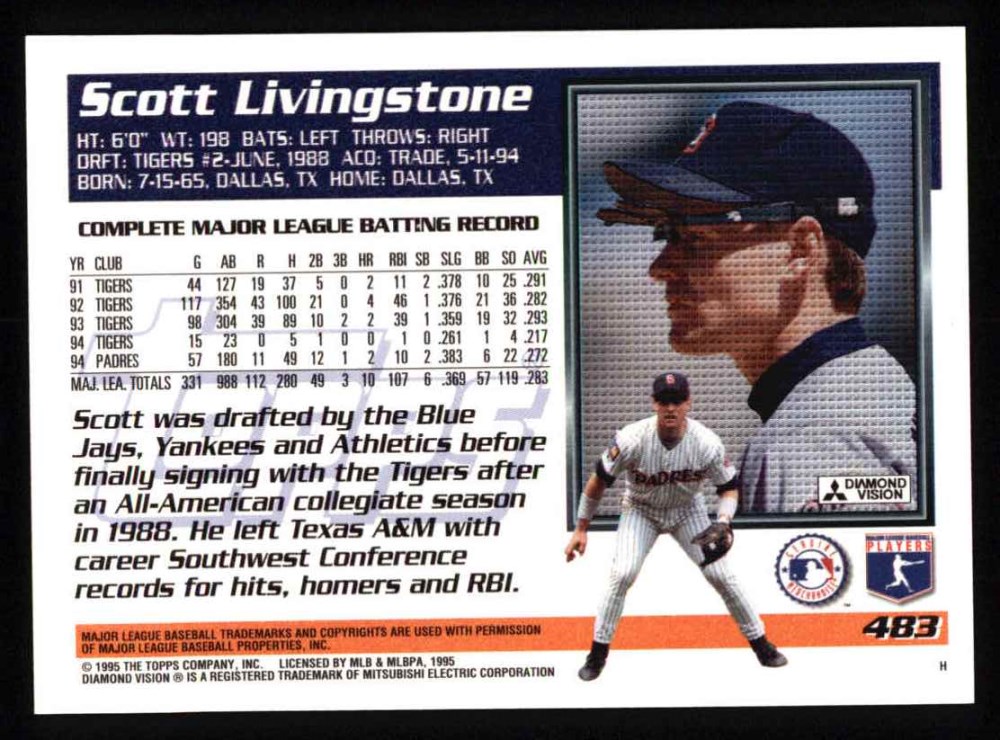 Scott Livingstone
HT: 6'0" WT: 198 BATS: LEFT THROWS: RIGHT
DRFT: TIGERS #2-JUNE, 1988 ACQ: TRADE, 5-11-94
BORN: 7-15-65, DALLAS, TX HOME: DALLAS, TX
COMPLETE MAJOR LEAGUE BATTING RECORD
YR CLUB G AB R H 2B 3B HR RBI SB SLG BB SO AVG
91 TIGERS 44 127 19 37 5 0 2 11 2 .378 10 25 .291
92 TIGERS 117 354 43 100 21 0 4 46 1 .376 21 36 .282
93 TIGERS 98 304 39 89 10 2 2 39 1 .359 19 32 .293
94 TIGERS 15 23 0 5 1 0 0 1 0 .261 1 4 .217
94 PADRES 57 180 11 49 12 1 2 10 2 .383 6 22 .272
MAJ. LEA. TOTALS 331 988 112 280 49 3 10 107 6 .369 57 119 .283
Topps
Scott was drafted by the Blue
Jays, Yankees and Athletics before
finally signing with the Tigers after
an All-American collegiate season
in 1988. He left Texas A&M with
career Southwest Conference
records for hits, homers and RBI.
PADRES
DIAMOND
VISION
GENUINE
MERCHANDISE
™
MAJOR LEAGUE BASEBALL
PLAYERS
483
MAJOR LEAGUE BASEBALL TRADEMARKS AND COPYRIGHTS ARE USED WITH PERMISSION
OF MAJOR LEAGUE BASEBALL PROPERTIES, INC.
© 1995 THE TOPPS COMPANY, INC. LICENSED BY MLB & MLBPA, 1995
DIAMOND VISION ® IS A REGISTERED TRADEMARK OF MITSUBISHI ELECTRIC CORPORATION
H